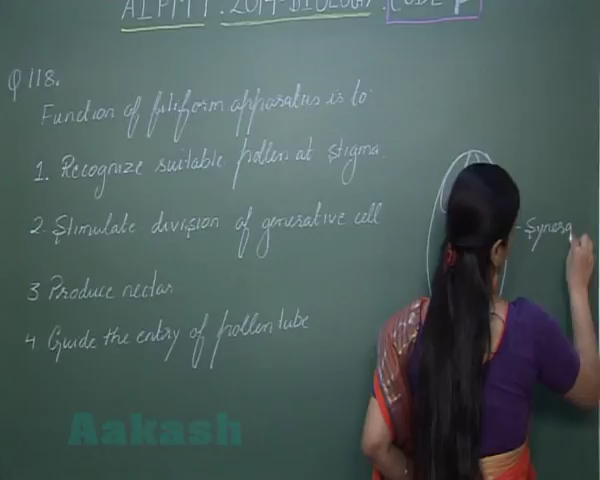 AIPMT. 2014-BIOLOGY. CODE P
Q 118.
Function of filiform apparatus is to
1. Recognize suitable pollen at stigma.
2. Stimulate division of generative cell
- Synerg
3 Produce nectar
4. Guide the entry of pollen tube
Aakash